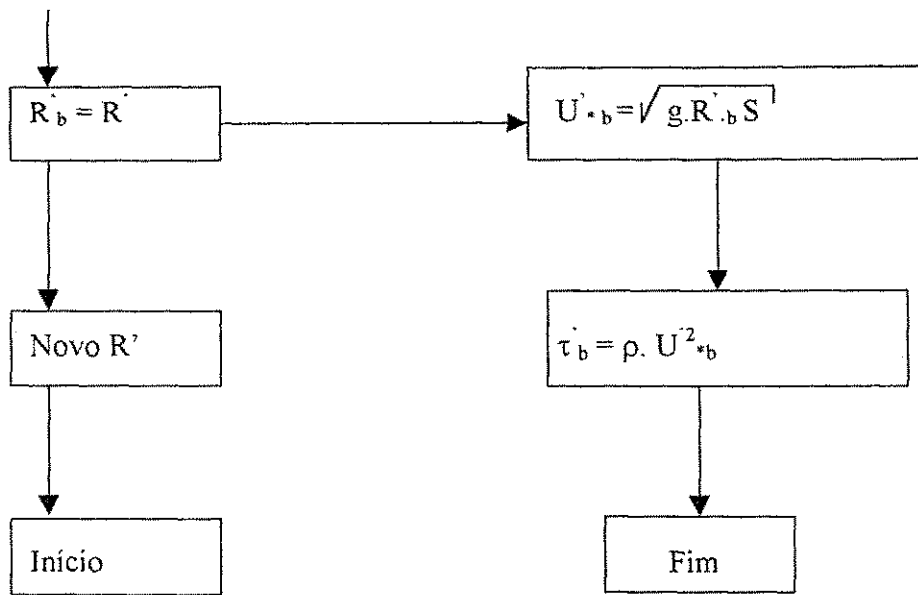 R'b = R'
U'*b = √g.R'.b S
Novo R'
τ'b = ρ. U'²*b
Início
Fim